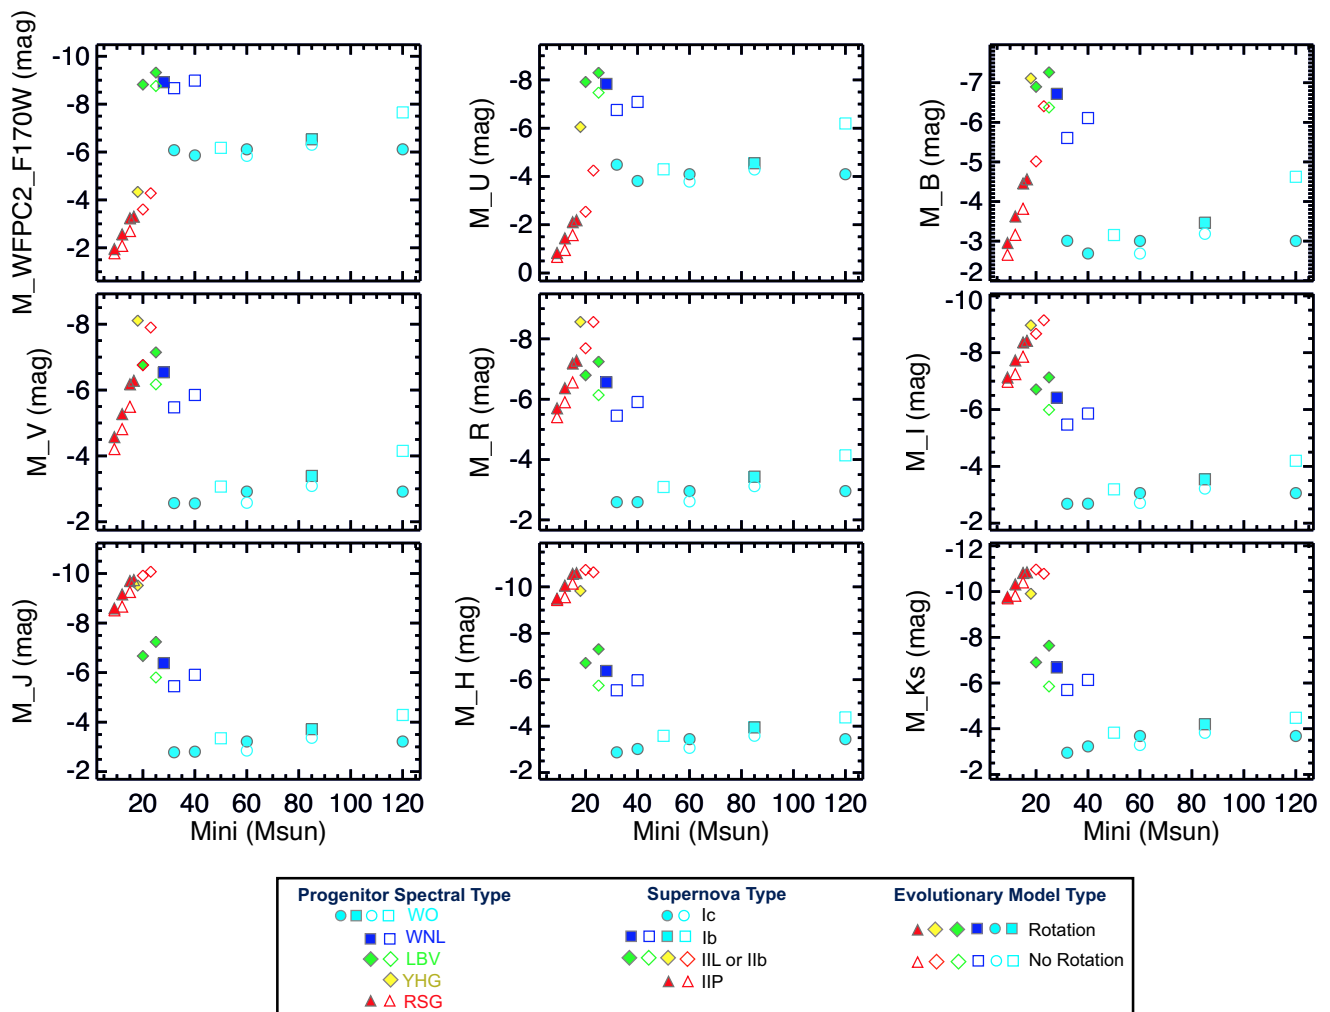 M_WFPC2_F170W (mag)
-10
-8
-6
-4
-2
M_U (mag)
-8
-6
-4
-2
0
M_B (mag)
-7
-6
-5
-4
-3
-2
M_V (mag)
-8
-6
-4
-2
M_R (mag)
-8
-6
-4
-2
M_I (mag)
-10
-8
-6
-4
-2
M_J (mag)
-10
-8
-6
-4
-2
M_H (mag)
-10
-8
-6
-4
-2
M_Ks (mag)
-12
-10
-8
-6
-4
-2
20 40 60 80 100 120
20 40 60 80 100 120
20 40 60 80 100 120
Mini (Msun)
Mini (Msun)
Mini (Msun)
Progenitor Spectral Type
WO
WNL
LBV
YHG
RSG
Supernova Type
Ic
Ib
IIL or IIb
IIP
Evolutionary Model Type
Rotation
No Rotation